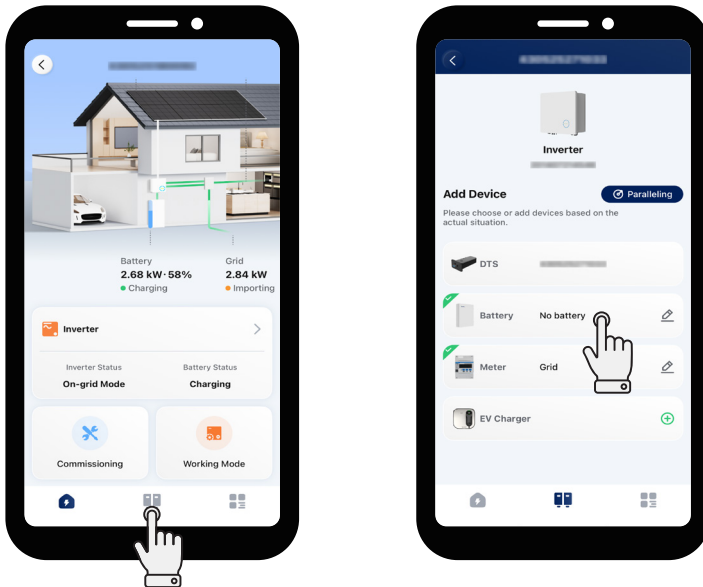 Battery
2.68 kW·58%
Charging
Grid
2.84 kW
Importing
Inverter
Inverter Status
On-grid Mode
Battery Status
Charging
Commissioning
Working Mode
Inverter
Add Device
Paralleling
Please choose or add devices based on the
actual situation.
DTS
Battery
No battery
Meter
Grid
EV Charger